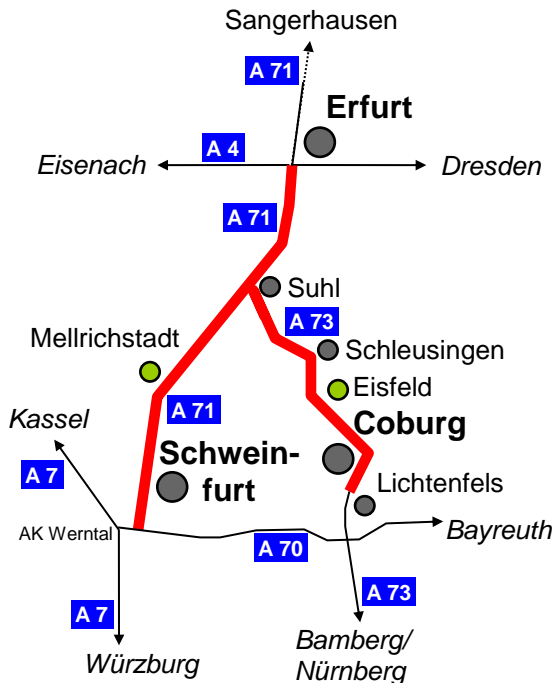 Sangerhausen
A 71
Erfurt
A 4
Eisenach
Dresden
A 71
Suhl
A 73
Mellrichstadt
Schleusingen
Eisfeld
A 71
Kassel
Coburg
Schwein-
furt
A 7
Lichtenfels
AK Werntal
Bayreuth
A 70
A 7
A 73
Würzburg
Bamberg/
Nürnberg